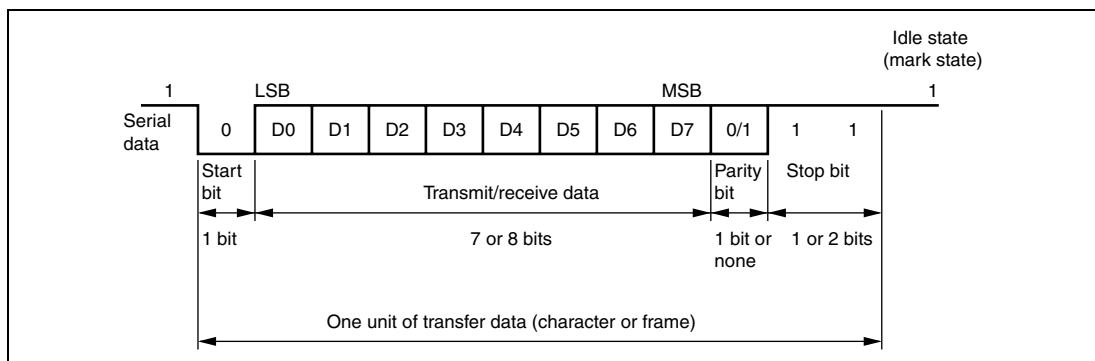 Idle state
(mark state)
1 LSB MSB 1
Serial
data
0 D0 D1 D2 D3 D4 D5 D6 D7 0/1 1 1
Start
bit
Transmit/receive data
Parity
bit
Stop bit
1 bit
7 or 8 bits
1 bit or
none
1 or 2 bits
One unit of transfer data (character or frame)